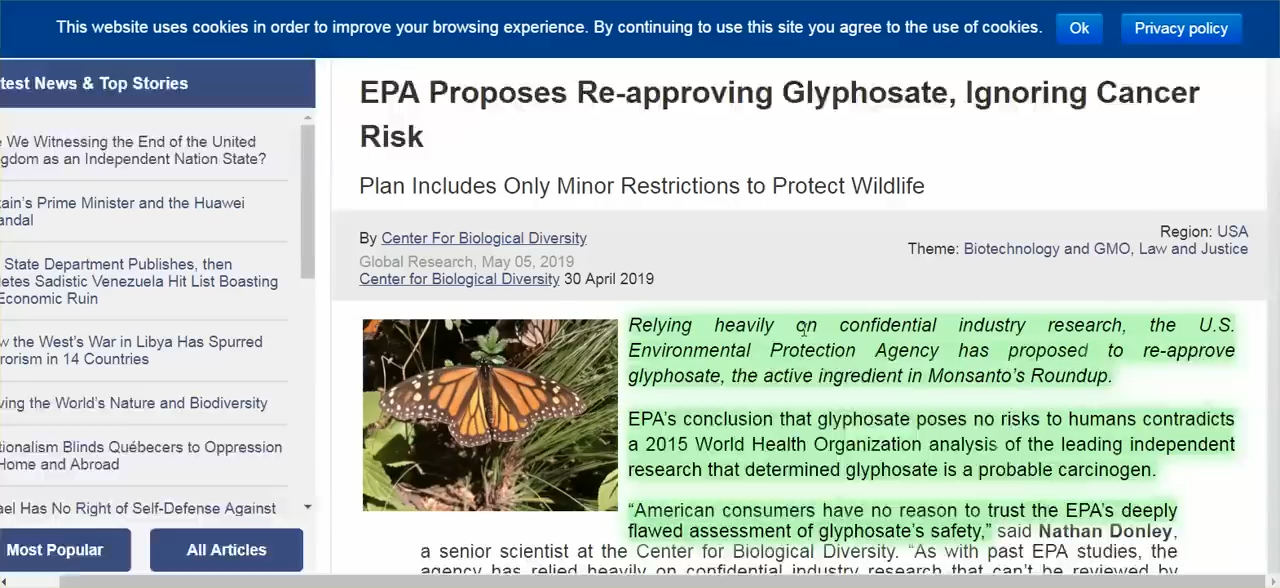 This website uses cookies in order to improve your browsing experience. By continuing to use this site you agree to the use of cookies.
Ok
Privacy policy
test News & Top Stories
We Witnessing the End of the United
gdom as an Independent Nation State?
tain's Prime Minister and the Huawei
andal
State Department Publishes, then
letes Sadistic Venezuela Hit List Boasting
Economic Ruin
w the West's War in Libya Has Spurred
rorism in 14 Countries
ving the World's Nature and Biodiversity
tionalism Blinds Québecers to Oppression
Home and Abroad
ael Has No Right of Self-Defense Against
Most Popular
All Articles
EPA Proposes Re-approving Glyphosate, Ignoring Cancer
Risk
Plan Includes Only Minor Restrictions to Protect Wildlife
By Center For Biological Diversity
Global Research, May 05, 2019
Center for Biological Diversity 30 April 2019
Region: USA
Theme: Biotechnology and GMO, Law and Justice
Relying heavily on confidential industry research, the U.S.
Environmental Protection Agency has proposed to re-approve
glyphosate, the active ingredient in Monsanto's Roundup.
EPA's conclusion that glyphosate poses no risks to humans contradicts
a 2015 World Health Organization analysis of the leading independent
research that determined glyphosate is a probable carcinogen.
"American consumers have no reason to trust the EPA's deeply
flawed assessment of glyphosate's safety," said Nathan Donley,
a senior scientist at the Center for Biological Diversity. "As with past EPA studies, the
agency has relied heavily on confidential industry research that can't be reviewed by